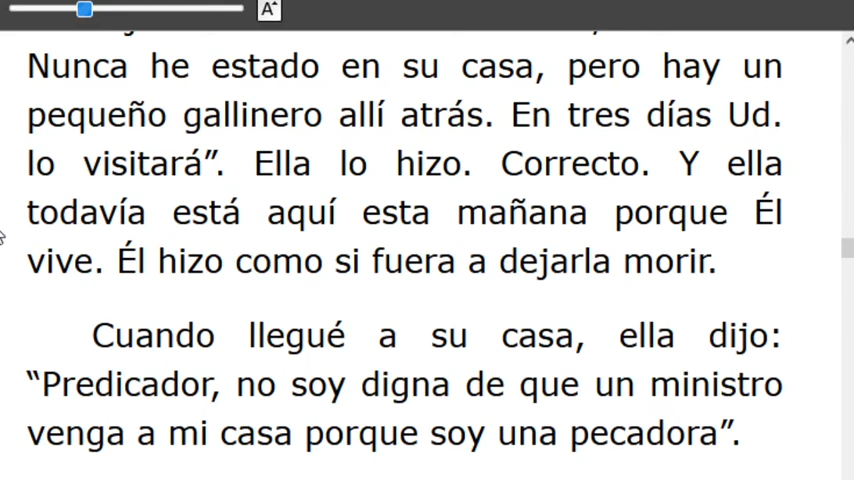 A
Nunca he estado en su casa, pero hay un
pequeño gallinero allí atrás. En tres días Ud.
lo visitará”. Ella lo hizo. Correcto. Y ella
todavía está aquí esta mañana porque Él
vive. Él hizo como si fuera a dejarla morir.
Cuando llegué a su casa, ella dijo:
“Predicador, no soy digna de que un ministro
venga a mi casa porque soy una pecadora”.